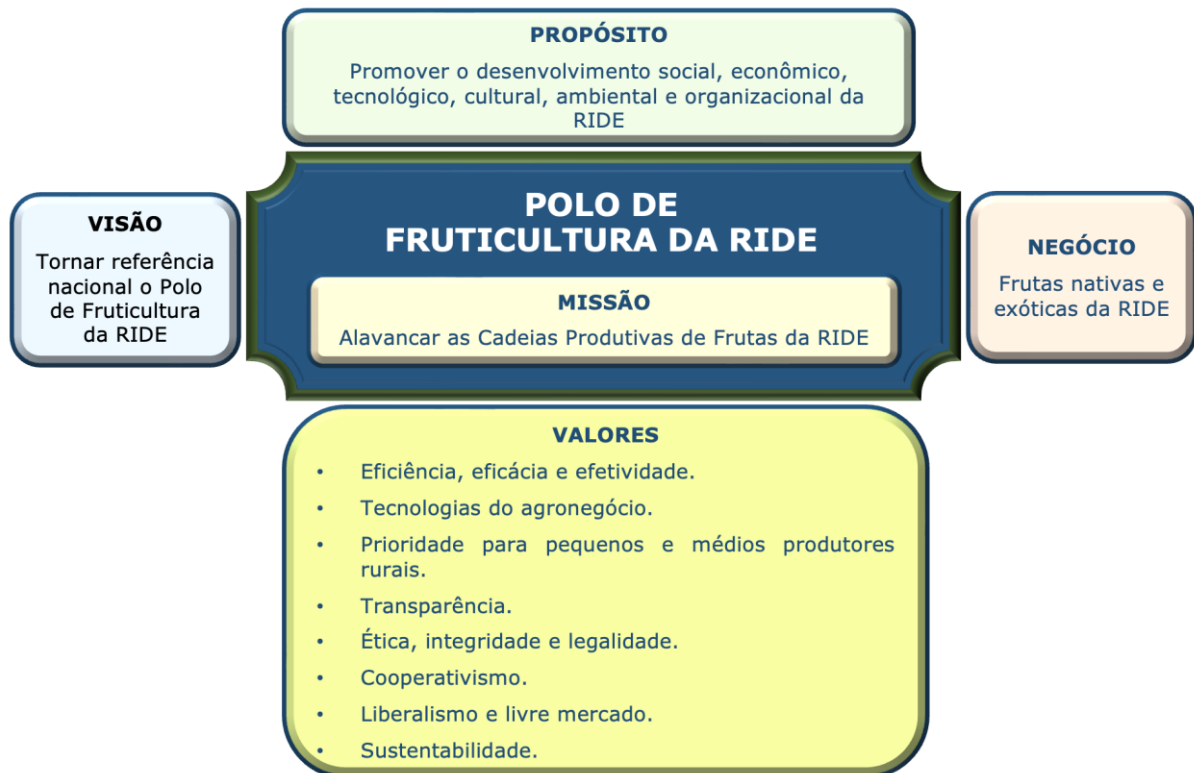 PROPÓSITO
Promover o desenvolvimento social, econômico,
tecnológico, cultural, ambiental e organizacional da
RIDE
VISÃO
Tornar referência
nacional o Polo
de Fruticultura
da RIDE
POLO DE
FRUTICULTURA DA RIDE
MISSÃO
Alavancar as Cadeias Produtivas de Frutas da RIDE
NEGÓCIO
Frutas nativas e
exóticas da RIDE
VALORES
• Eficiência, eficácia e efetividade.
• Tecnologias do agronegócio.
• Prioridade para pequenos e médios produtores
rurais.
• Transparência.
• Ética, integridade e legalidade.
• Cooperativismo.
• Liberalismo e livre mercado.
• Sustentabilidade.